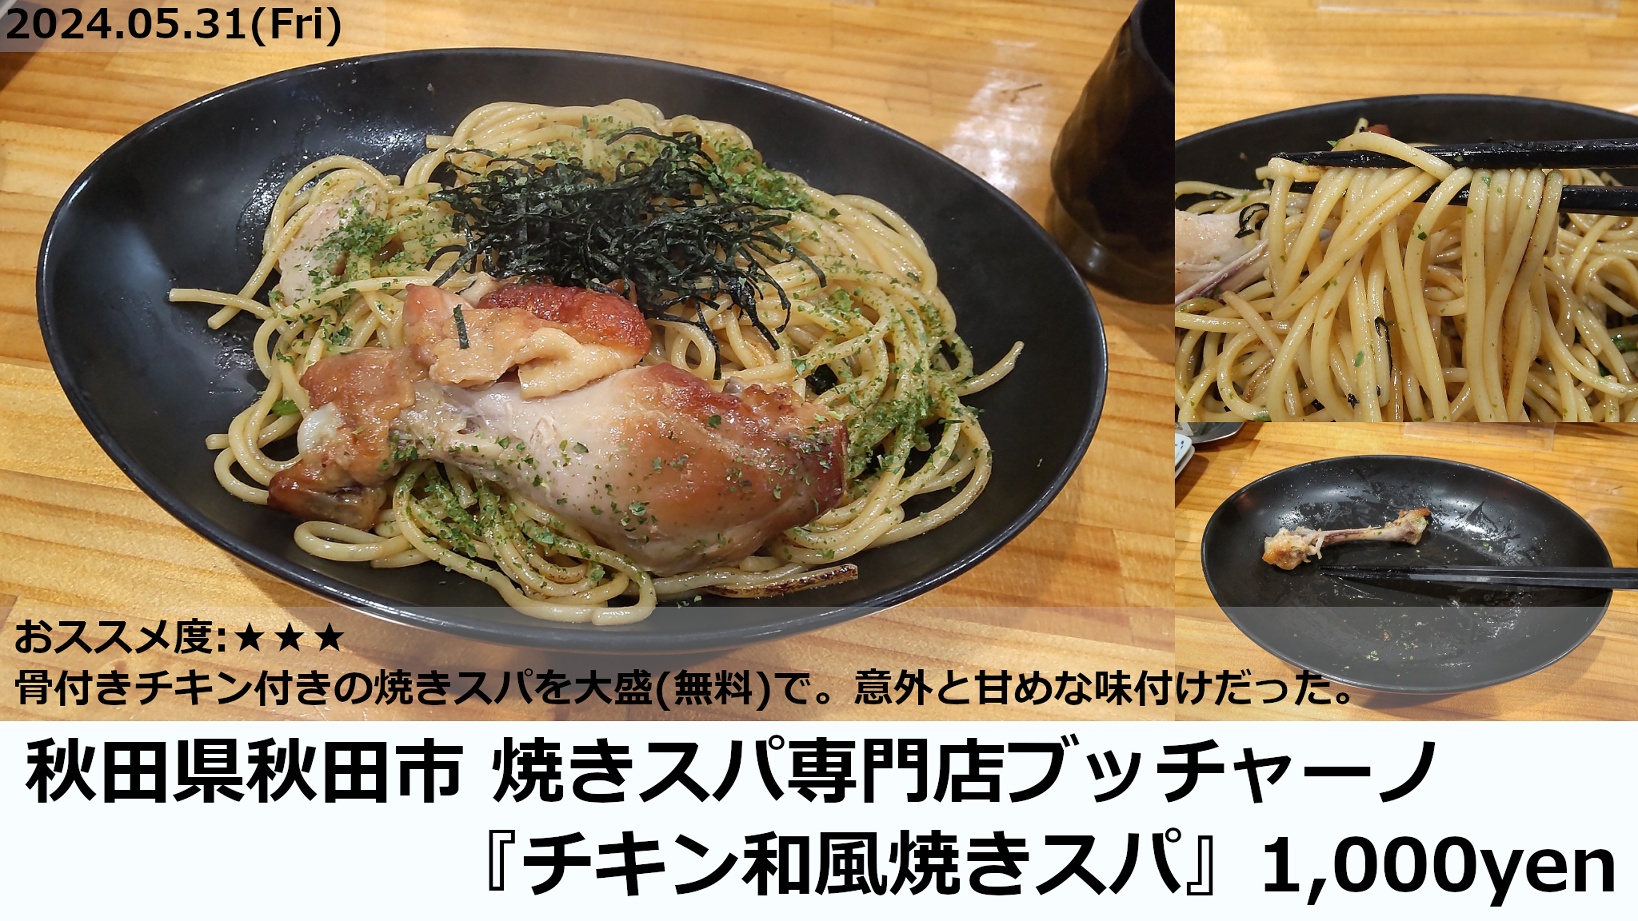 2024.05.31(Fri)
おススメ度:★★★
骨付きチキン付きの焼きスパを大盛(無料)で。意外と甘めな味付けだった。
秋田県秋田市 焼きスパ専門店ブッチャーノ
『チキン和風焼きスパ』1,000yen